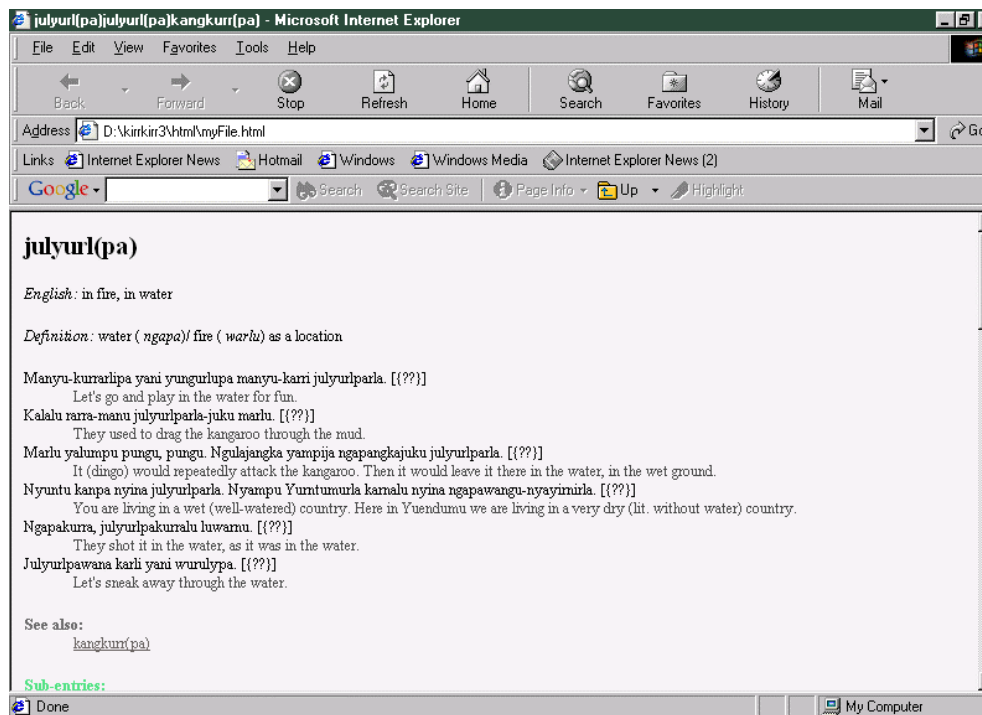 julyurl(pa)julyurl(pa)kangkurr(pa) - Microsoft Internet Explorer
File Edit View Favorites Tools Help
Back Forward Stop Refresh Home Search Favorites History Mail
Address D:\kirrkirr3\html\myFile.html Go
Links Internet Explorer News Hotmail Windows Windows Media Internet Explorer News (2)
Google Search Search Site Page Info Up Highlight
julyurl(pa)
English: in fire, in water
Definition: water ( ngapa)/ fire ( warlu) as a location
Manyu-kurrarlipa yani yungurlupa manyu-karri julyurlparla. [{??}]
Let's go and play in the water for fun.
Kalalu rarra-manu julyurlparla-juku marlu. [{??}]
They used to drag the kangaroo through the mud.
Marlu yalumpu pungu, pungu. Ngulajangka yampija ngapangkajuku julyurlparla. [{??}]
It (dingo) would repeatedly attack the kangaroo. Then it would leave it there in the water, in the wet ground.
Nyuntu kanpa nyina julyurlparla. Nyampu Yurntumurla karnalu nyina ngapawangu-nyayirnirla. [{??}]
You are living in a wet (well-watered) country. Here in Yuendumu we are living in a very dry (lit. without water) country.
Ngapakurra, julyurlpakurralu luwarnu. [{??}]
They shot it in the water, as it was in the water.
Julyurlpawana karli yani wurulypa. [{??}]
Let's sneak away through the water.
See also:
kangkurr(pa)
Sub-entries:
Done My Computer